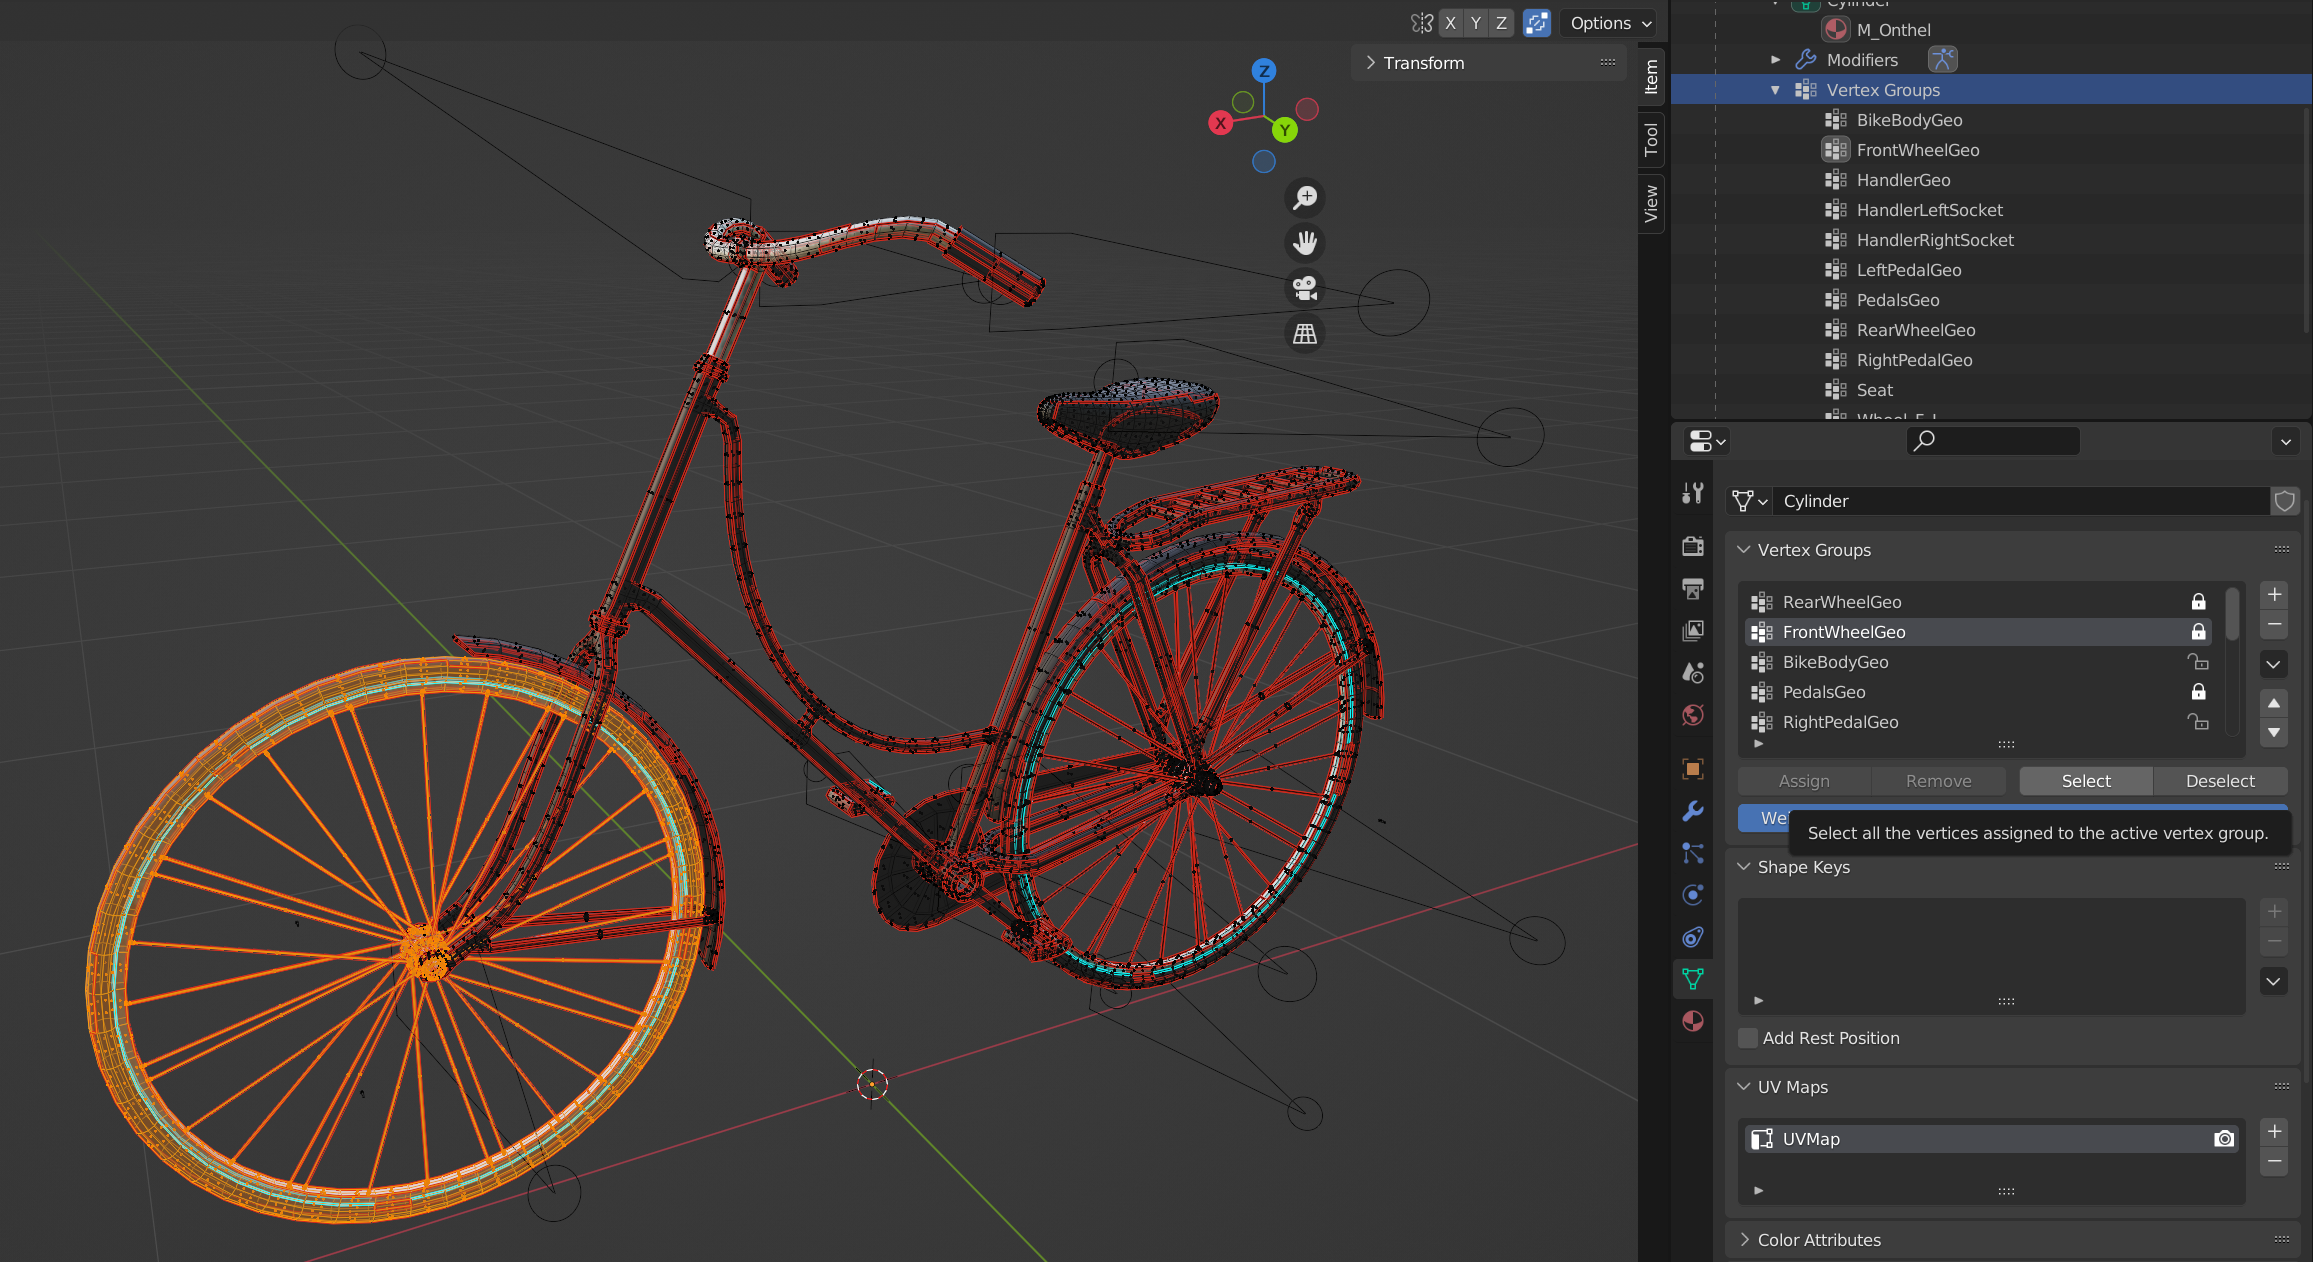 X Y Z
Options
Transform
Item
Tool
View
Z
X
Y
Cylinder
M_Onthel
Modifiers
Vertex Groups
BikeBodyGeo
FrontWheelGeo
HandlerGeo
HandlerLeftSocket
HandlerRightSocket
LeftPedalGeo
PedalsGeo
RearWheelGeo
RightPedalGeo
Seat
Cylinder
Vertex Groups
RearWheelGeo
FrontWheelGeo
BikeBodyGeo
PedalsGeo
RightPedalGeo
Assign
Remove
Select
Deselect
We
Select all the vertices assigned to the active vertex group.
Shape Keys
Add Rest Position
UV Maps
UVMap
Color Attributes